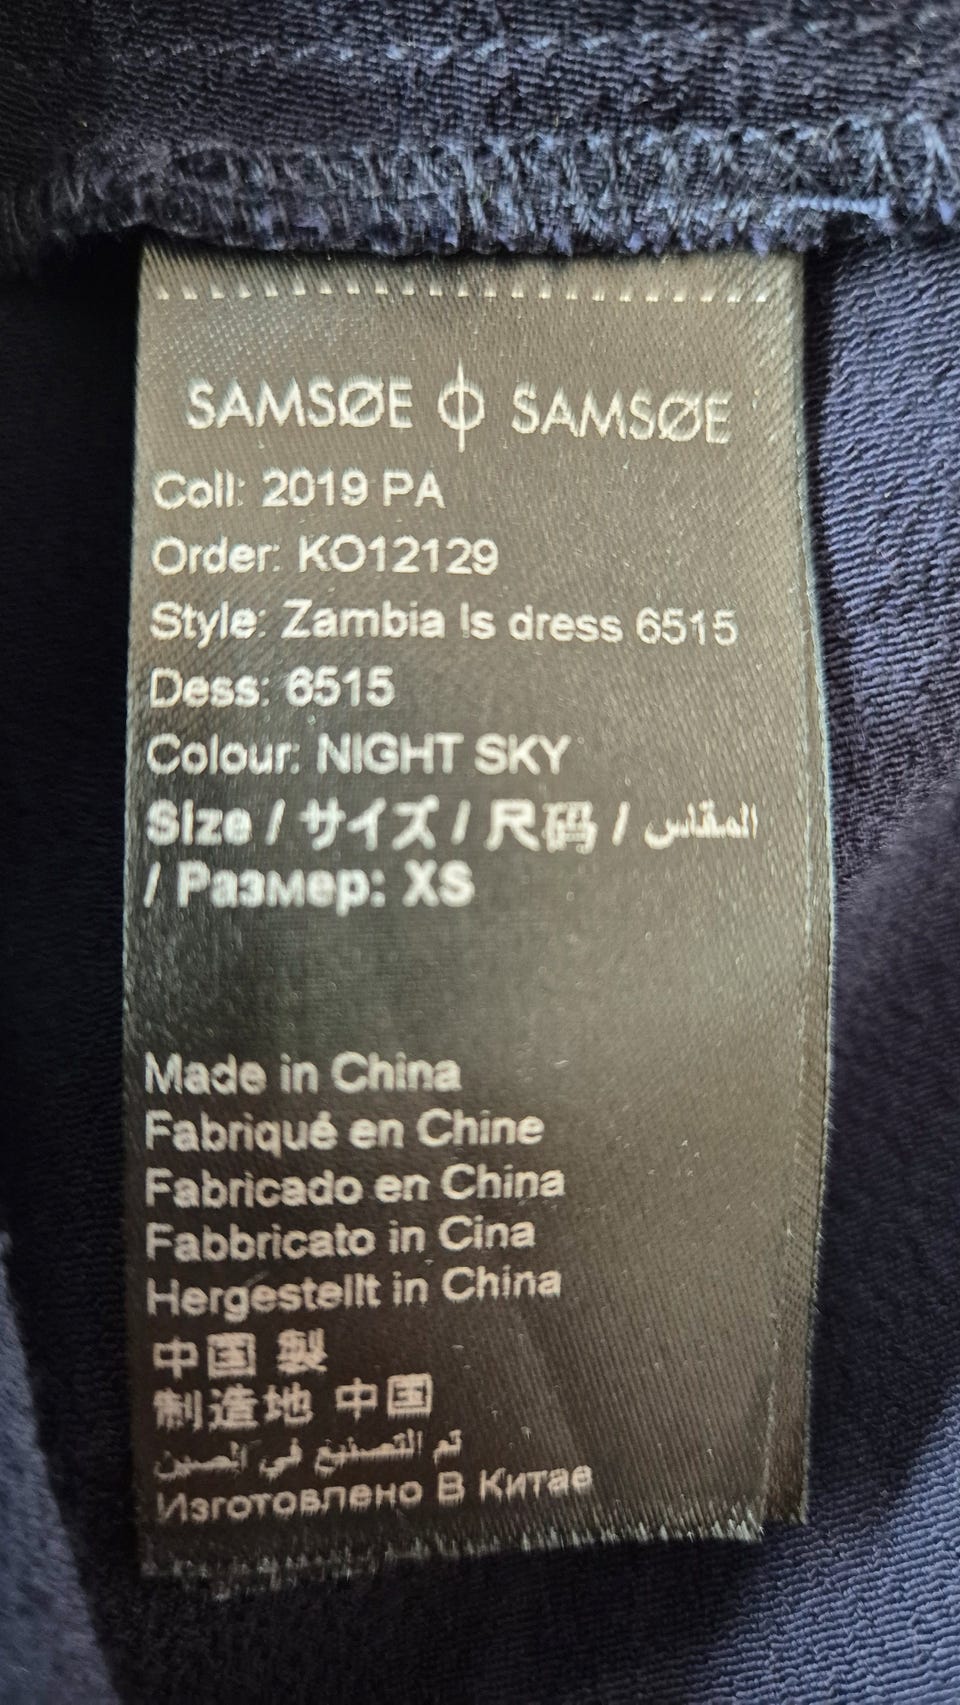 SAMSØE SAMSØE
Coll: 2019 PA
Order: KO12129
Style: Zambia ls dress 6515
Dess: 6515
Colour: NIGHT SKY
Size / サイズ / 尺码 / المقاس
/ Размер: XS
Made in China
Fabriqué en Chine
Fabricado en China
Fabbricato in Cina
Hergestellt in China
中国 製
制造地 中国
تم التصنيع في الصين
Изготовлено В Китае